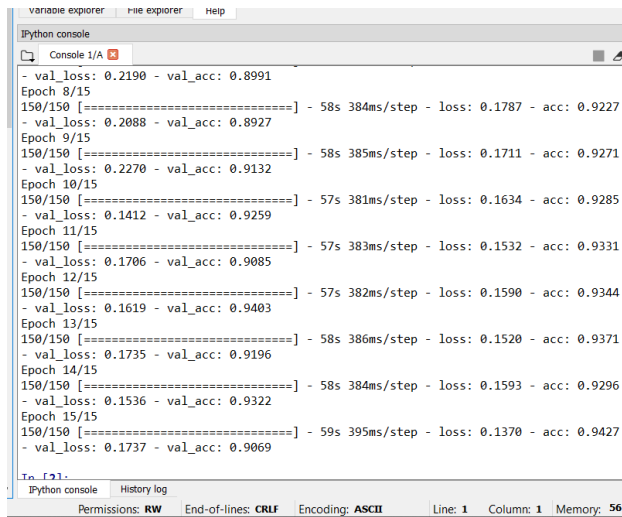 Variable explorer File explorer Help
IPython console
Console 1/A
- val_loss: 0.2190 - val_acc: 0.8991
Epoch 8/15
150/150 [==============================] - 58s 384ms/step - loss: 0.1787 - acc: 0.9227
- val_loss: 0.2088 - val_acc: 0.8927
Epoch 9/15
150/150 [==============================] - 58s 385ms/step - loss: 0.1711 - acc: 0.9271
- val_loss: 0.2270 - val_acc: 0.9132
Epoch 10/15
150/150 [==============================] - 57s 381ms/step - loss: 0.1634 - acc: 0.9285
- val_loss: 0.1412 - val_acc: 0.9259
Epoch 11/15
150/150 [==============================] - 57s 383ms/step - loss: 0.1532 - acc: 0.9331
- val_loss: 0.1706 - val_acc: 0.9085
Epoch 12/15
150/150 [==============================] - 57s 382ms/step - loss: 0.1590 - acc: 0.9344
- val_loss: 0.1619 - val_acc: 0.9403
Epoch 13/15
150/150 [==============================] - 58s 386ms/step - loss: 0.1520 - acc: 0.9371
- val_loss: 0.1735 - val_acc: 0.9196
Epoch 14/15
150/150 [==============================] - 58s 384ms/step - loss: 0.1593 - acc: 0.9296
- val_loss: 0.1536 - val_acc: 0.9322
Epoch 15/15
150/150 [==============================] - 59s 395ms/step - loss: 0.1370 - acc: 0.9427
- val_loss: 0.1737 - val_acc: 0.9069
In [2]:
IPython console History log
Permissions: RW End-of-lines: CRLF Encoding: ASCII Line: 1 Column: 1 Memory: 56